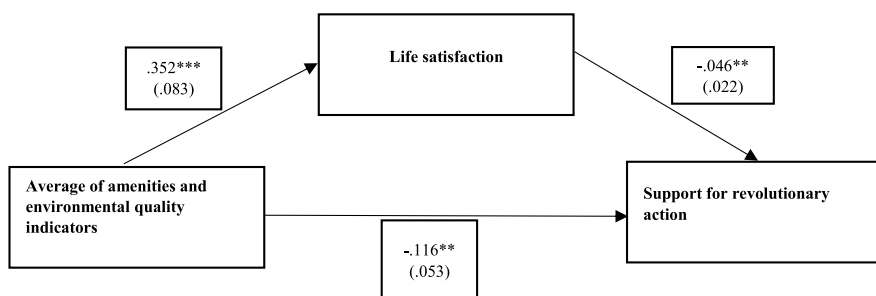 Life satisfaction
.352***
(.083)
-.046**
(.022)
Average of amenities and
environmental quality
indicators
Support for revolutionary
action
-.116**
(.053)